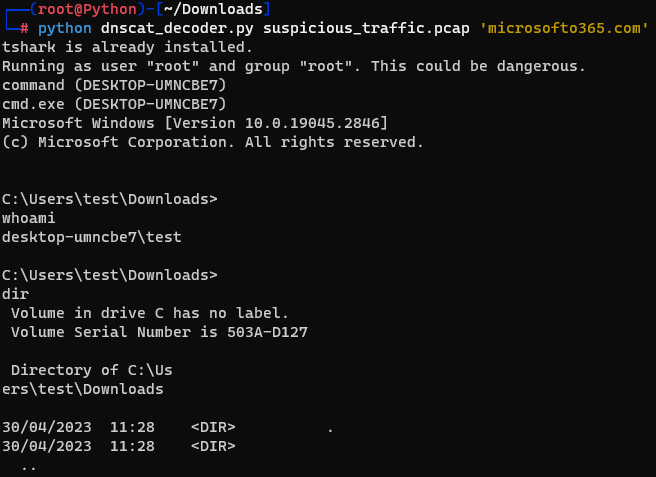 ┌──(root@Python)-[~/Downloads]
└─# python dnscat_decoder.py suspicious_traffic.pcap 'microsofto365.com'
tshark is already installed.
Running as user "root" and group "root". This could be dangerous.
command (DESKTOP-UMNCBE7)
cmd.exe (DESKTOP-UMNCBE7)
Microsoft Windows [Version 10.0.19045.2846]
(c) Microsoft Corporation. All rights reserved.
C:\Users\test\Downloads>
whoami
desktop-umncbe7\test
C:\Users\test\Downloads>
dir
 Volume in drive C has no label.
 Volume Serial Number is 503A-D127
 Directory of C:\Us
ers\test\Downloads
30/04/2023  11:28    <DIR>          .
30/04/2023  11:28    <DIR>
  ..